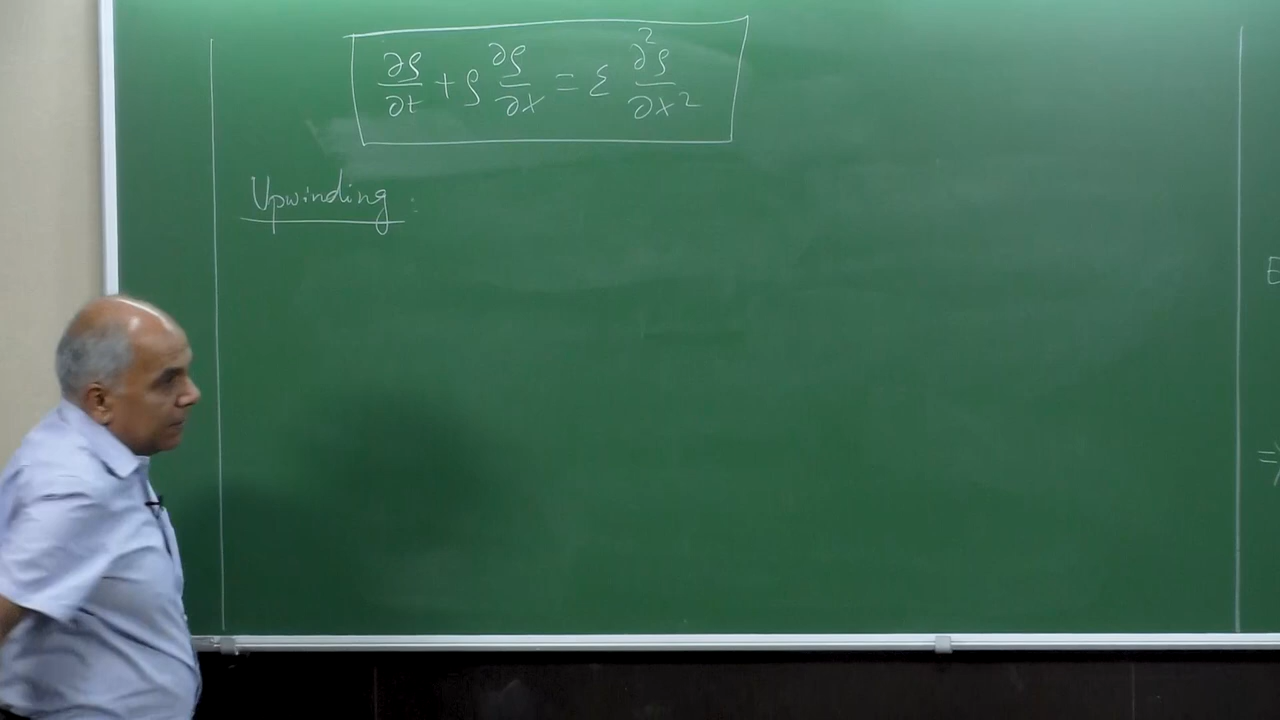 ∂ρ/∂t + ρ ∂ρ/∂x = ε ∂²ρ/∂x²
Upwinding :